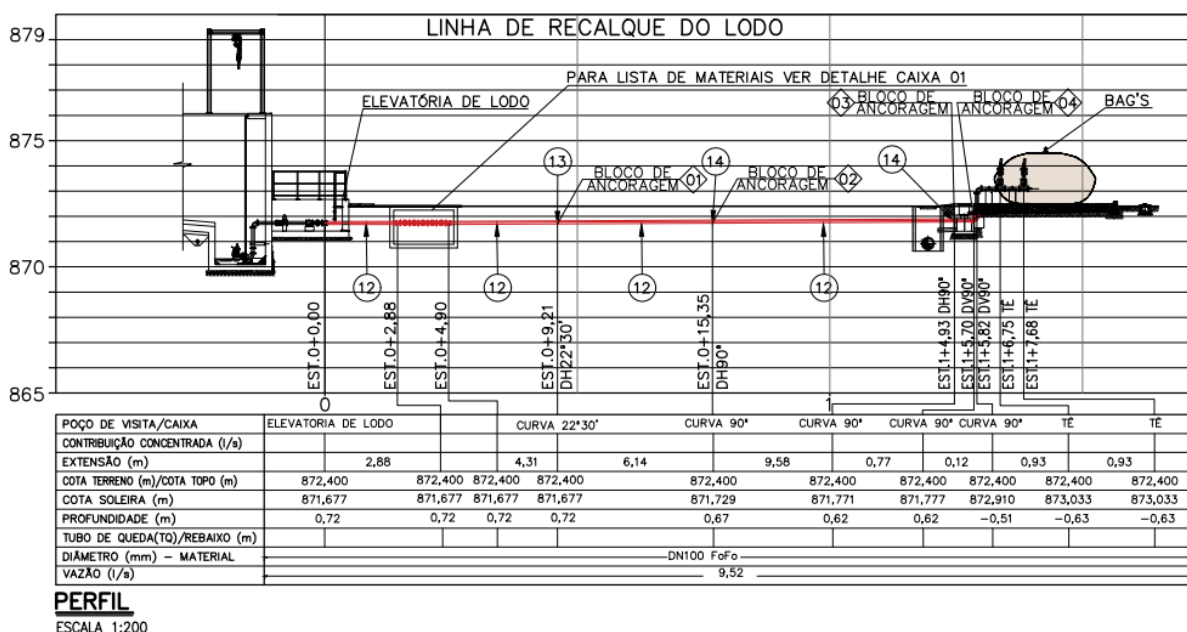 LINHA DE RECALQUE DO LODO
879
875
870
865
PARA LISTA DE MATERIAIS VER DETALHE CAIXA 01
ELEVATÓRIA DE LODO
13
BLOCO DE
ANCORAGEM 01
14
BLOCO DE
ANCORAGEM 02
14
03 BLOCO DE
ANCORAGEM
BLOCO DE
ANCORAGEM 04
BAG'S
12
12
12
12
EST.0+0,00
EST.0+2,88
EST.0+4,90
EST.0+9,21
DH22°30'
EST.0+15,35
DH90°
EST.1+4,93 DH90°
EST.1+5,70 DV90°
EST.1+5,82 DV90°
EST.1+6,75 TÊ
EST.1+7,68 TÊ
0 1
POÇO DE VISITA/CAIXA ELEVATORIA DE LODO CURVA 22°30' CURVA 90° CURVA 90° CURVA 90° CURVA 90° TÊ TÊ
CONTRIBUIÇÃO CONCENTRADA (l/s)
EXTENSÃO (m) 2,88 4,31 6,14 9,58 0,77 0,12 0,93 0,93
COTA TERRENO (m)/COTA TOPO (m) 872,400 872,400 872,400 872,400 872,400 872,400 872,400 872,400 872,400 872,400
COTA SOLEIRA (m) 871,677 871,677 871,677 871,677 871,729 871,771 871,777 872,910 873,033 873,033
PROFUNDIDADE (m) 0,72 0,72 0,72 0,72 0,67 0,62 0,62 -0,51 -0,63 -0,63
TUBO DE QUEDA(TQ)/REBAIXO (m)
DIÂMETRO (mm) - MATERIAL DN100 FoFo
VAZÃO (l/s) 9,52
PERFIL
ESCALA 1:200